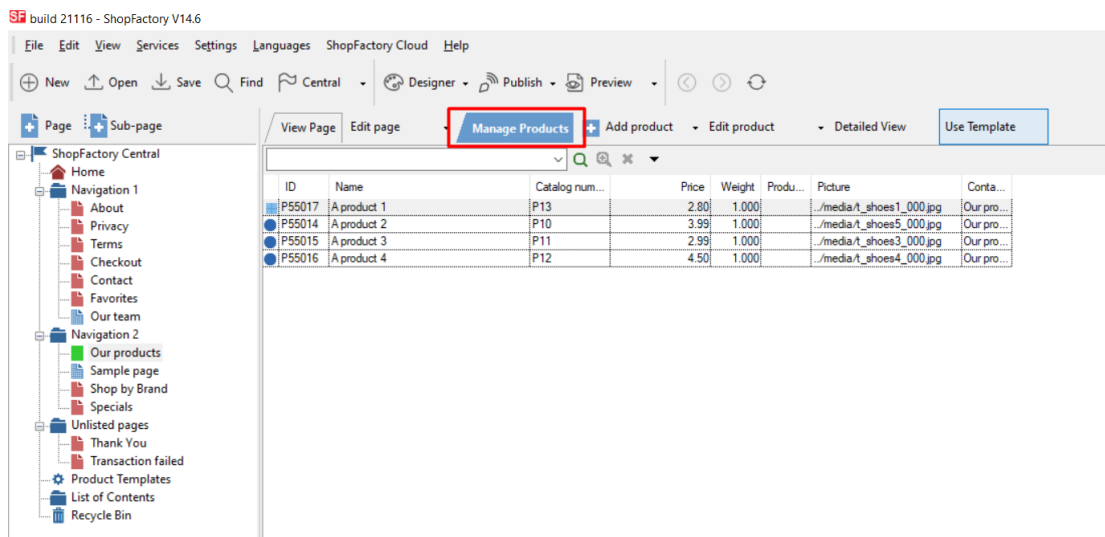 SF build 21116 - ShopFactory V14.6
File Edit View Services Settings Languages ShopFactory Cloud Help
New Open Save Find Central Designer Publish Preview
Page Sub-page View Page Edit page Manage Products Add product Edit product Detailed View Use Template
ShopFactory Central
Home
Navigation 1
About
Privacy
Terms
Checkout
Contact
Favorites
Our team
Navigation 2
Our products
Sample page
Shop by Brand
Specials
Unlisted pages
Thank You
Transaction failed
Product Templates
List of Contents
Recycle Bin
ID Name Catalog num... Price Weight Produ... Picture Conta...
P55017 A product 1 P13 2.80 1.000 ../media/t_shoes1_000.jpg Our pro...
P55014 A product 2 P10 3.99 1.000 ../media/t_shoes5_000.jpg Our pro...
P55015 A product 3 P11 2.99 1.000 ../media/t_shoes3_000.jpg Our pro...
P55016 A product 4 P12 4.50 1.000 ../media/t_shoes4_000.jpg Our pro...